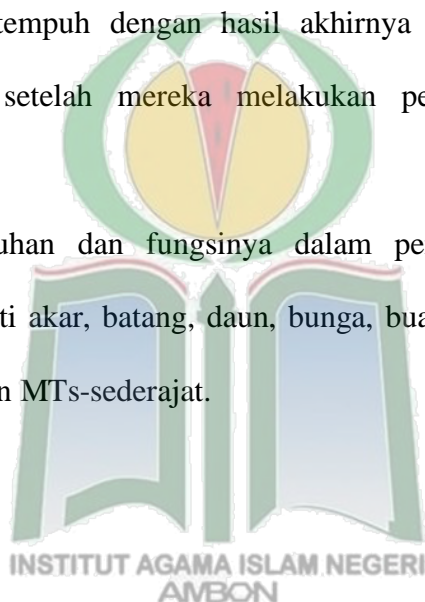 tempuh dengan hasil akhirnya
setelah mereka melakukan pe
uhan dan fungsinya dalam pe
ti akar, batang, daun, bunga, bua
n MTs-sederajat.
INSTITUT AGAMA ISLAM NEGERI
AMBON